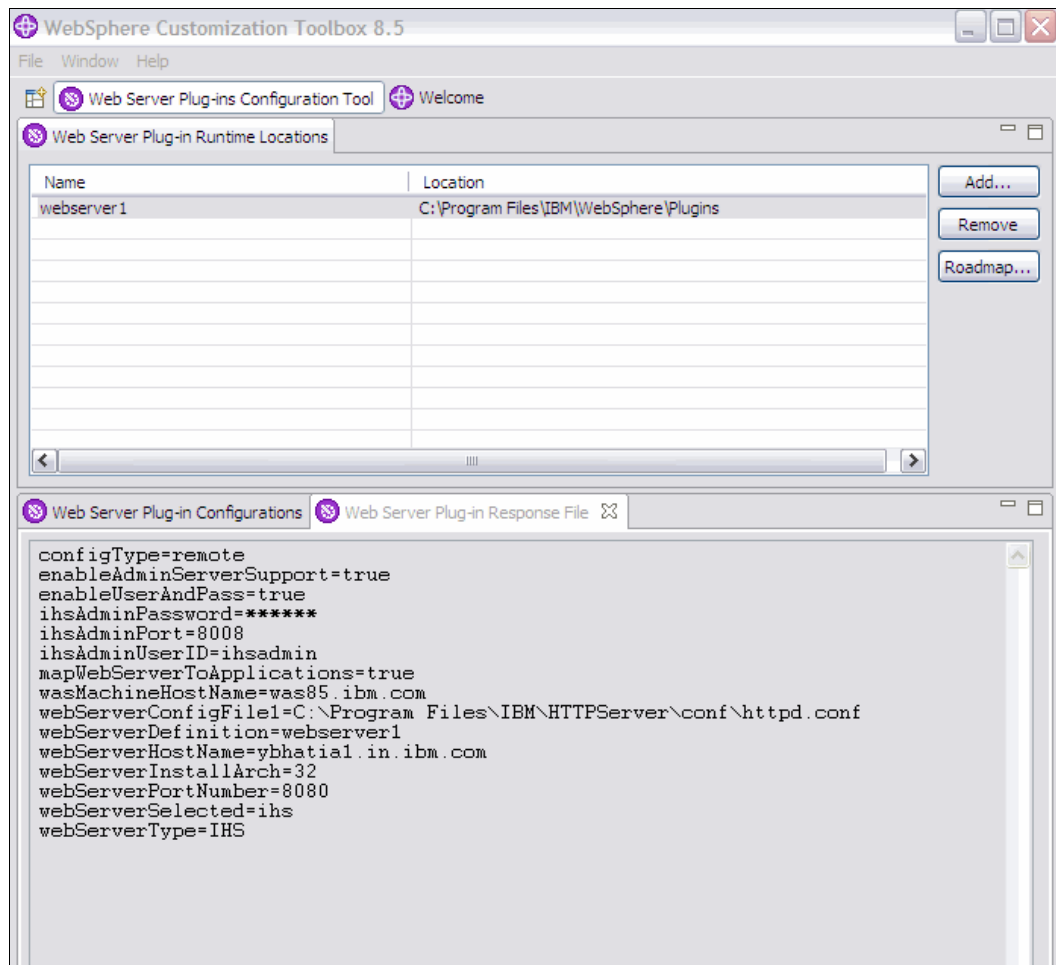 WebSphere Customization Toolbox 8.5
File Window Help
Web Server Plug-ins Configuration Tool Welcome
Web Server Plug-in Runtime Locations
Name Location Add...
webserver1 C:\Program Files\IBM\WebSphere\Plugins
Remove
Roadmap...
Web Server Plug-in Configurations Web Server Plug-in Response File
configType=remote
enableAdminServerSupport=true
enableUserAndPass=true
ihsAdminPassword=******
ihsAdminPort=8008
ihsAdminUserID=ihsadmin
mapWebServerToApplications=true
wasMachineHostName=was85.ibm.com
webServerConfigFile1=C:\Program Files\IBM\HTTPServer\conf\httpd.conf
webServerDefinition=webserver1
webServerHostName=ybhatia1.in.ibm.com
webServerInstallArch=32
webServerPortNumber=8080
webServerSelected=ihs
webServerType=IHS